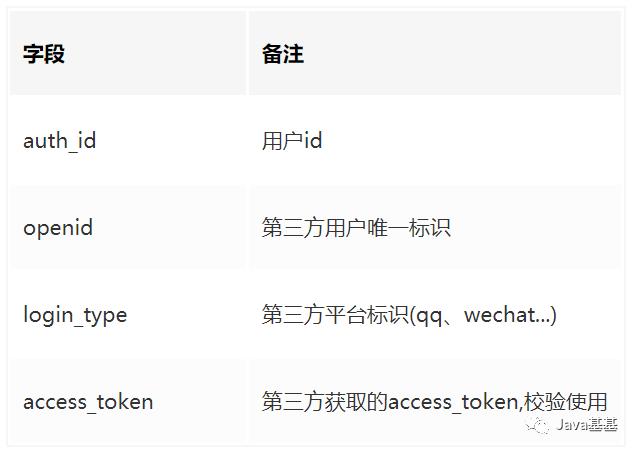 字段 备注
auth_id 用户id
openid 第三方用户唯一标识
login_type 第三方平台标识(qq、wechat...)
access_token 第三方获取的access_token,校验使用
Java基基